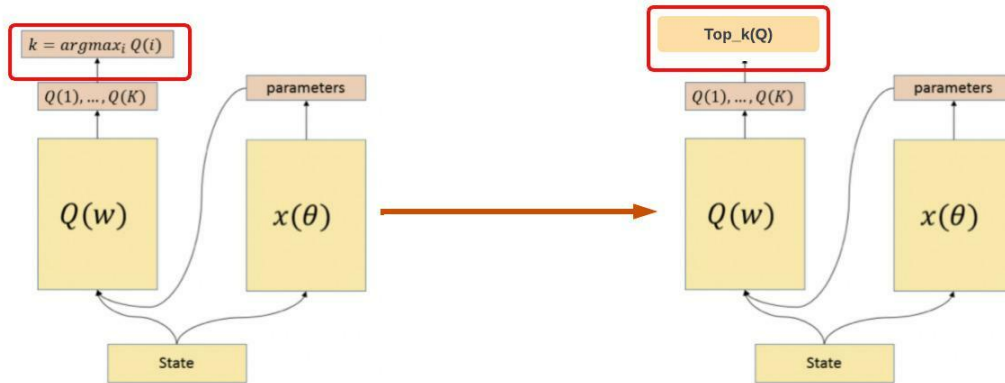 k = argmax_i Q(i)
Q(1), ..., Q(K)
parameters
Q(w)
x(θ)
State
Top_k(Q)
Q(1), ..., Q(K)
parameters
Q(w)
x(θ)
State